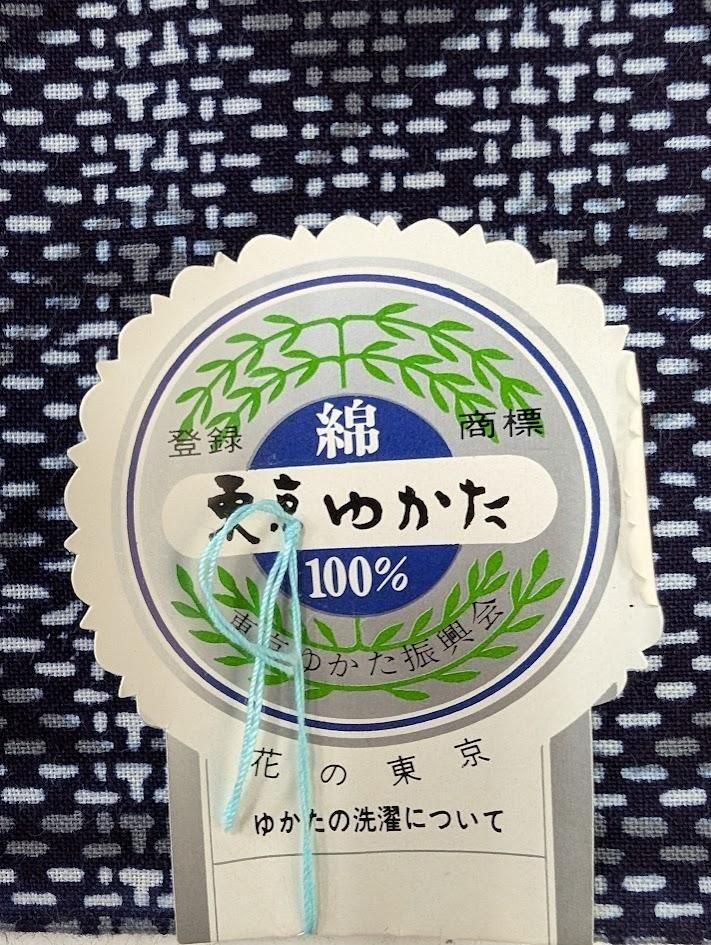 綿
登録 商標
東京ゆかた
100%
東京ゆかた振興会
花の東京
ゆかたの洗濯について